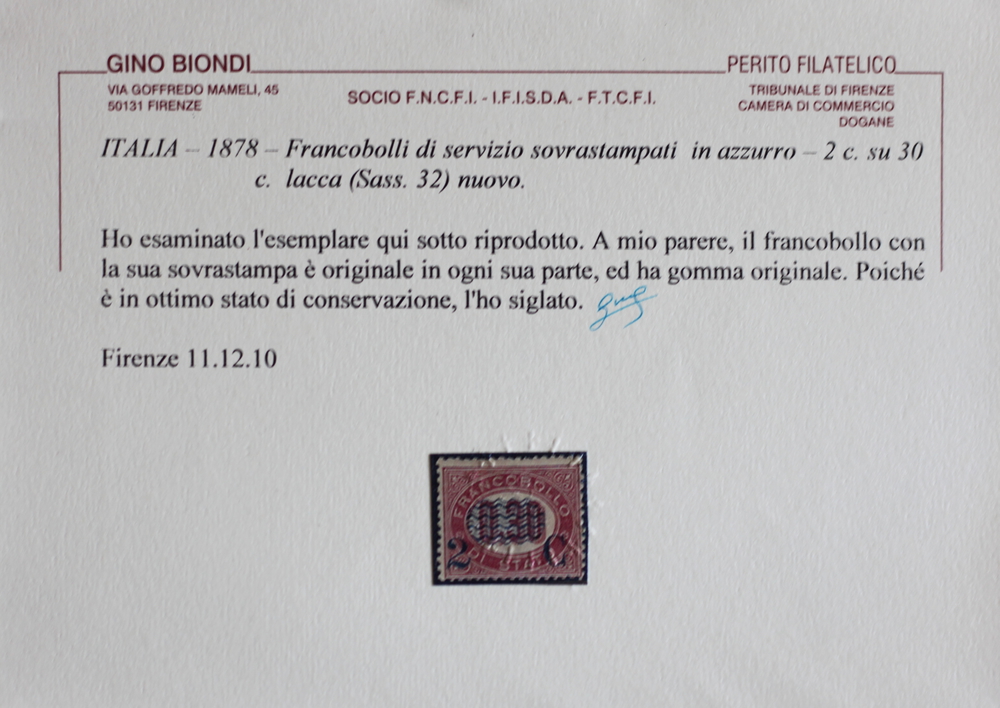 GINO BIONDI
PERITO FILATELICO
VIA GOFFREDO MAMELI, 45
50131 FIRENZE
SOCIO F.N.C.F.I. - I.F.I.S.D.A. - F.T.C.F.I.
TRIBUNALE DI FIRENZE
CAMERA DI COMMERCIO
DOGANE
ITALIA – 1878 – Francobolli di servizio sovrastampati in azzurro – 2 c. su 30
c. lacca (Sass. 32) nuovo.
Ho esaminato l'esemplare qui sotto riprodotto. A mio parere, il francobollo con
la sua sovrastampa è originale in ogni sua parte, ed ha gomma originale. Poiché
è in ottimo stato di conservazione, l'ho siglato.
Firenze 11.12.10
FRANCOBOLLO
0.30
2 C
DI